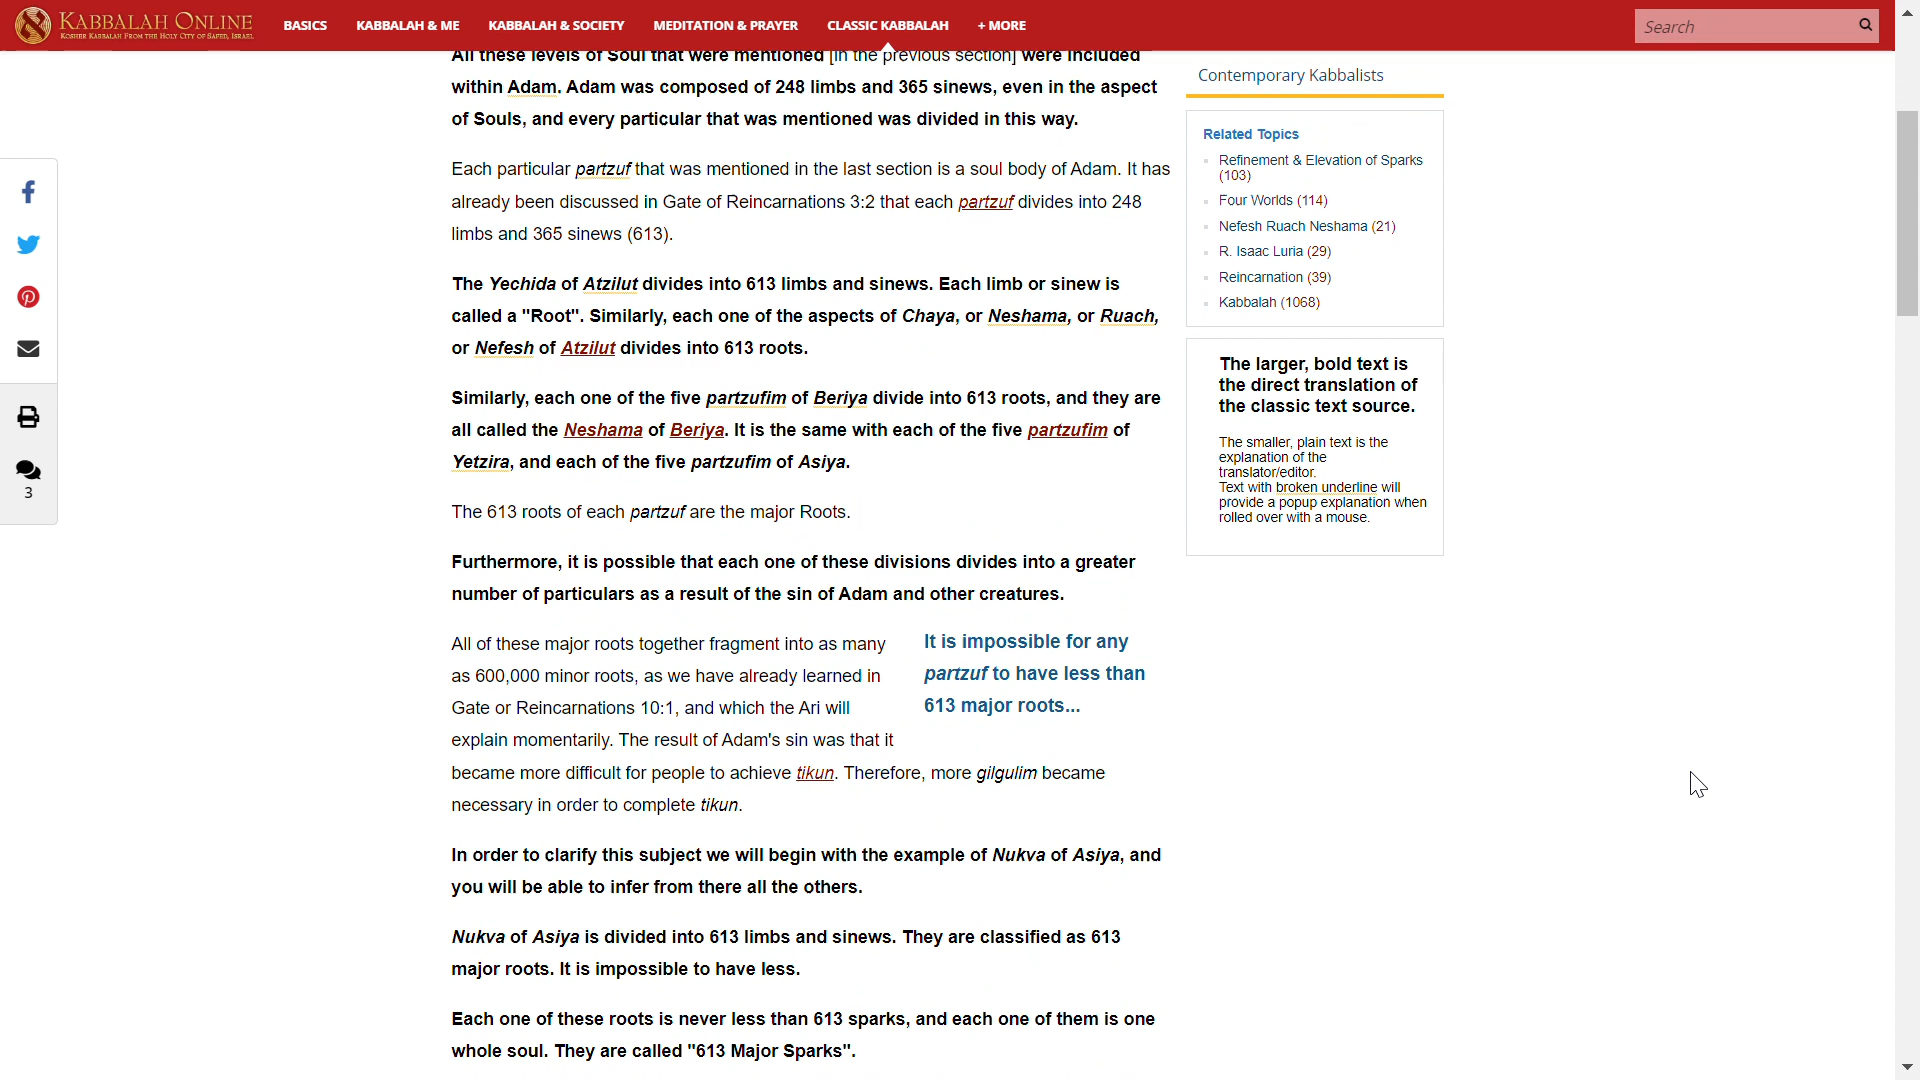 KABBALAH ONLINE
KOSHER KABBALAH FROM THE HOLY CITY OF SAFED, ISRAEL
BASICS
KABBALAH & ME
KABBALAH & SOCIETY
MEDITATION & PRAYER
CLASSIC KABBALAH
+ MORE
Search
All these levels of Soul that were mentioned [in the previous section] were included
within Adam. Adam was composed of 248 limbs and 365 sinews, even in the aspect
of Souls, and every particular that was mentioned was divided in this way.
Each particular partzuf that was mentioned in the last section is a soul body of Adam. It has
already been discussed in Gate of Reincarnations 3:2 that each partzuf divides into 248
limbs and 365 sinews (613).
The Yechida of Atzilut divides into 613 limbs and sinews. Each limb or sinew is
called a "Root". Similarly, each one of the aspects of Chaya, or Neshama, or Ruach,
or Nefesh of Atzilut divides into 613 roots.
Similarly, each one of the five partzufim of Beriya divide into 613 roots, and they are
all called the Neshama of Beriya. It is the same with each of the five partzufim of
Yetzira, and each of the five partzufim of Asiya.
The 613 roots of each partzuf are the major Roots.
Furthermore, it is possible that each one of these divisions divides into a greater
number of particulars as a result of the sin of Adam and other creatures.
All of these major roots together fragment into as many
as 600,000 minor roots, as we have already learned in
Gate or Reincarnations 10:1, and which the Ari will
explain momentarily. The result of Adam's sin was that it
became more difficult for people to achieve tikun. Therefore, more gilgulim became
necessary in order to complete tikun.
It is impossible for any
partzuf to have less than
613 major roots...
In order to clarify this subject we will begin with the example of Nukva of Asiya, and
you will be able to infer from there all the others.
Nukva of Asiya is divided into 613 limbs and sinews. They are classified as 613
major roots. It is impossible to have less.
Each one of these roots is never less than 613 sparks, and each one of them is one
whole soul. They are called "613 Major Sparks".
Contemporary Kabbalists
Related Topics
Refinement & Elevation of Sparks
(103)
Four Worlds (114)
Nefesh Ruach Neshama (21)
R. Isaac Luria (29)
Reincarnation (39)
Kabbalah (1068)
The larger, bold text is
the direct translation of
the classic text source.
The smaller, plain text is the
explanation of the
translator/editor.
Text with broken underline will
provide a popup explanation when
rolled over with a mouse.
3